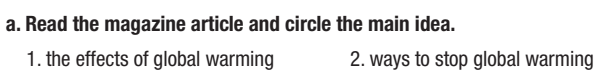 a. Read the magazine article and circle the main idea.
1. the effects of global warming 2. ways to stop global warming